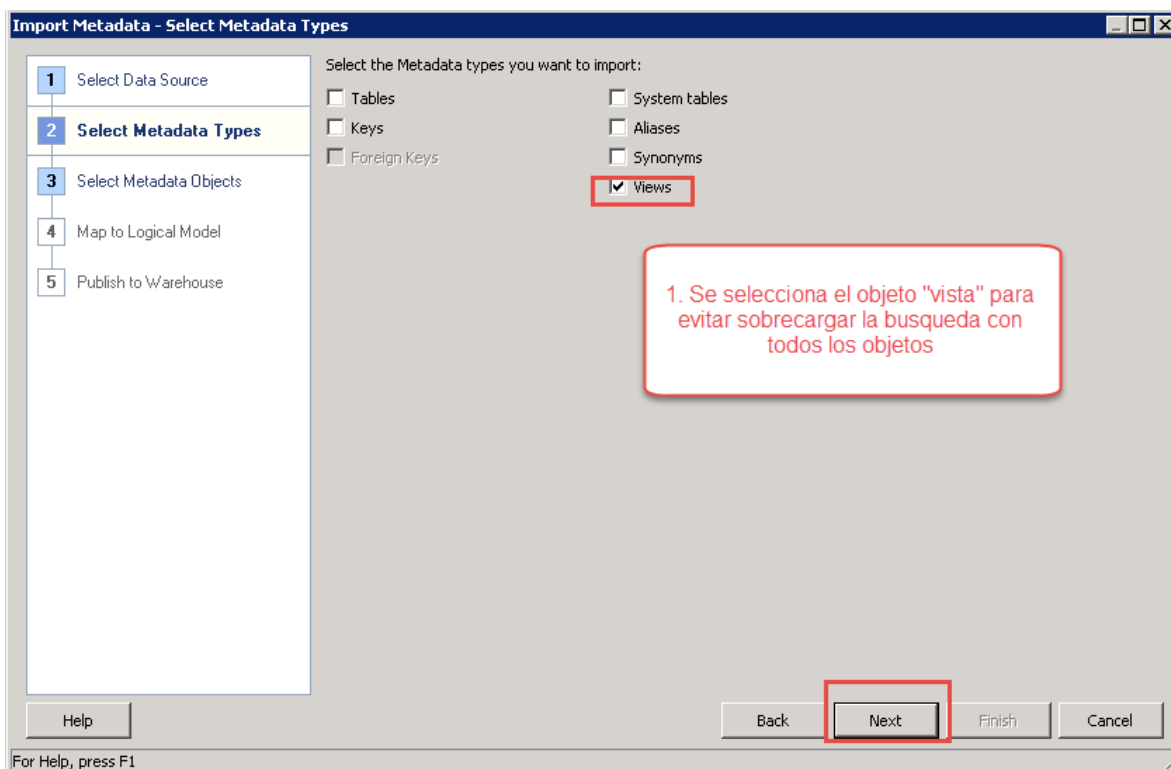 Import Metadata - Select Metadata Types
1 Select Data Source
2 Select Metadata Types
3 Select Metadata Objects
4 Map to Logical Model
5 Publish to Warehouse
Select the Metadata types you want to import:
Tables
Keys
Foreign Keys
System tables
Aliases
Synonyms
Views
1. Se selecciona el objeto "vista" para
evitar sobrecargar la busqueda con
todos los objetos
Help
Back
Next
Finish
Cancel
For Help, press F1